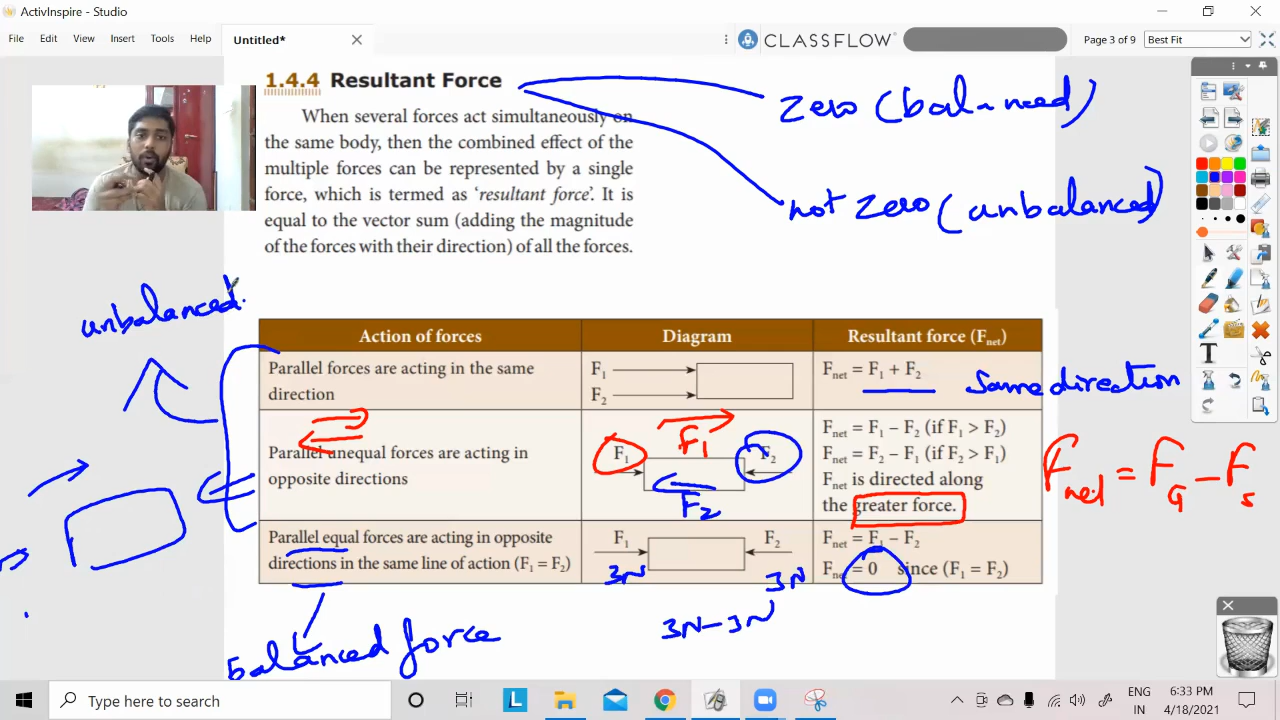 ActivInspire - Studio
File Edit View Insert Tools Help
Untitled*
CLASSFLOW
Page 3 of 9
Best Fit
1.4.4 Resultant Force
When several forces act simultaneously on
the same body, then the combined effect of the
multiple forces can be represented by a single
force, which is termed as 'resultant force'. It is
equal to the vector sum (adding the magnitude
of the forces with their direction) of all the forces.
zero (balanced)
not zero (unbalanced)
unbalanced
Action of forces
Diagram
Resultant force (Fnet)
Parallel forces are acting in the same
direction
F1
F2
Fnet = F1 + F2
same direction
Parallel unequal forces are acting in
opposite directions
F1
F1
F2
F2
Fnet = F1 − F2 (if F1 > F2)
Fnet = F2 − F1 (if F2 > F1)
Fnet is directed along
the greater force.
Fnet = FG − FS
Parallel equal forces are acting in opposite
directions in the same line of action (F1 = F2)
F1
F2
3N
3N
Fnet = F1 − F2
Fnet = 0 since (F1 = F2)
3N − 3N
balanced force
Type here to search
ENG
IN
6:33 PM
4/18/2021